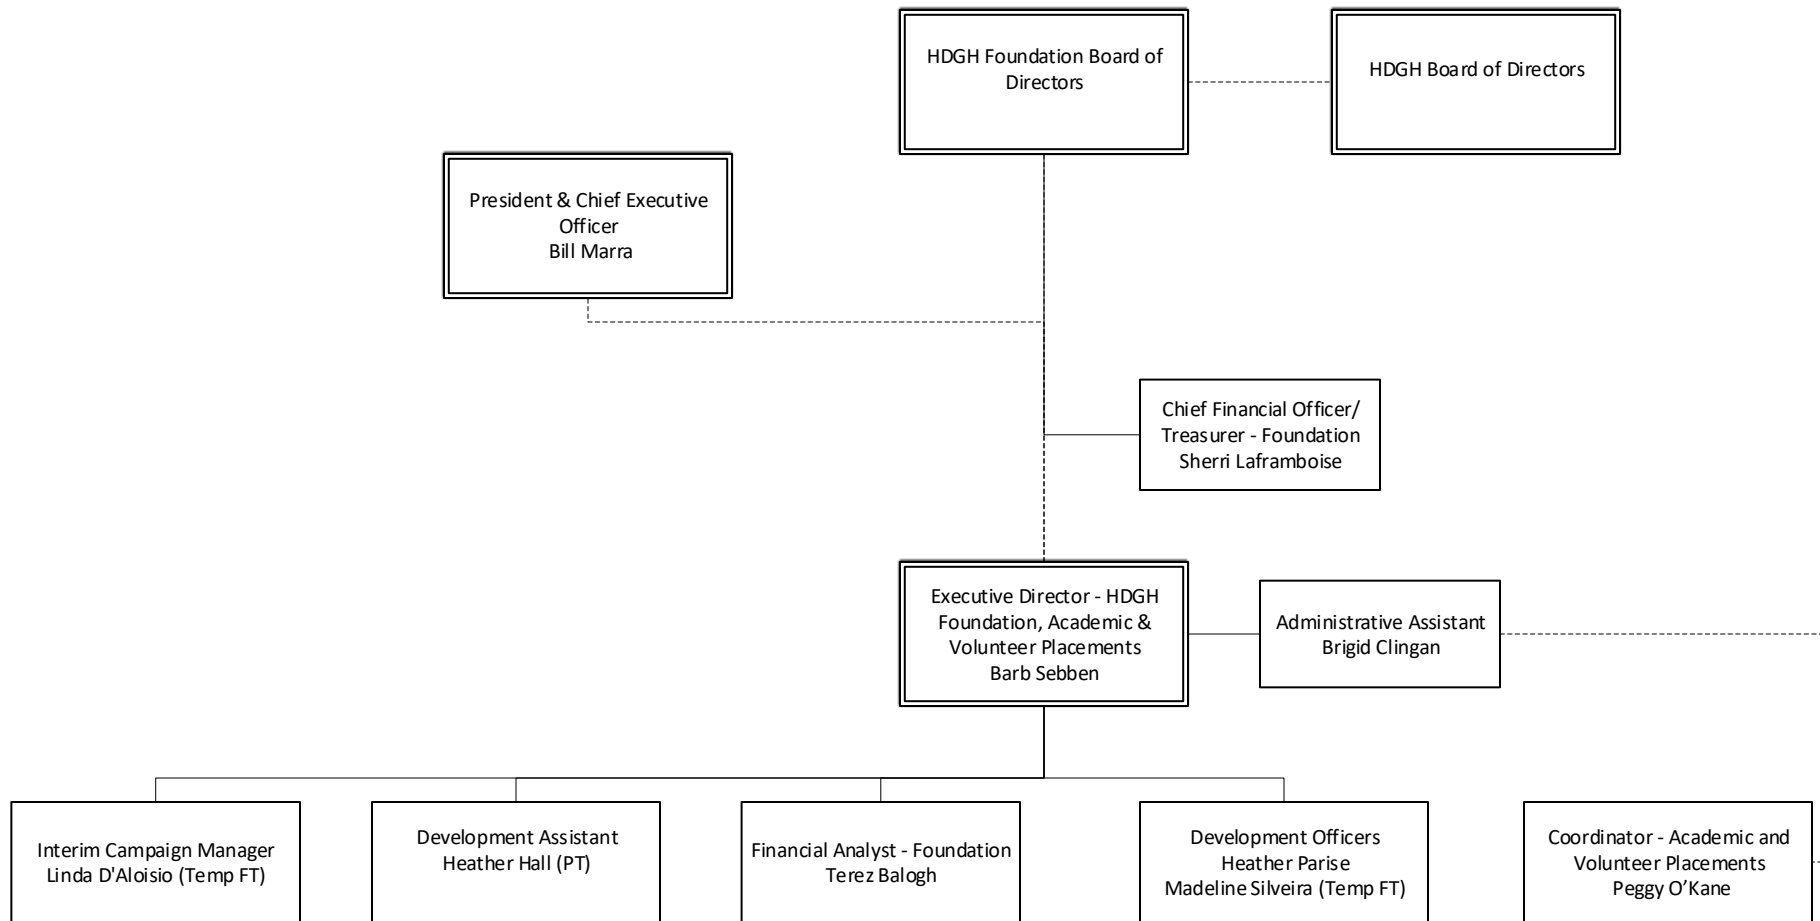 HDGH Foundation Board of
Directors
HDGH Board of Directors
President & Chief Executive
Officer
Bill Marra
Chief Financial Officer/
Treasurer - Foundation
Sherri Laframboise
Executive Director - HDGH
Foundation, Academic &
Volunteer Placements
Barb Sebben
Administrative Assistant
Brigid Clingan
Interim Campaign Manager
Linda D'Aloisio (Temp FT)
Development Assistant
Heather Hall (PT)
Financial Analyst - Foundation
Terez Balogh
Development Officers
Heather Parise
Madeline Silveira (Temp FT)
Coordinator - Academic and
Volunteer Placements
Peggy O’Kane